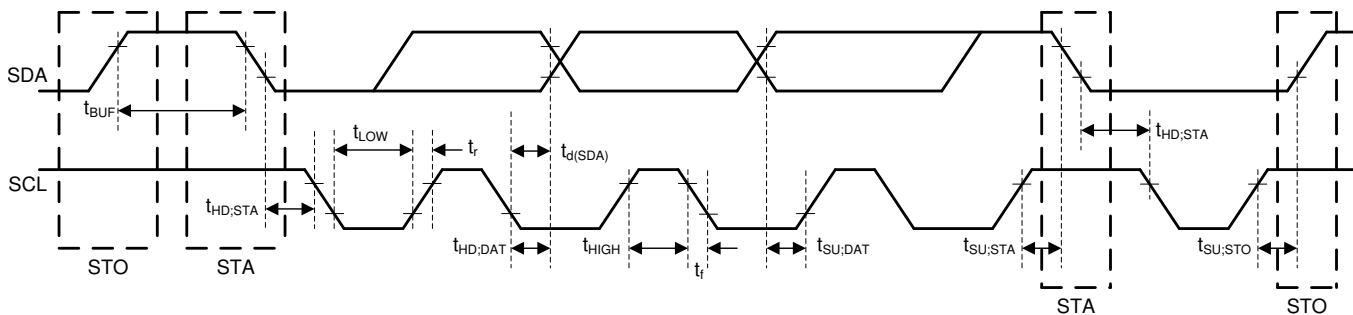 SDA
t_BUF
t_LOW
t_r
t_d(SDA)
t_HD;STA
SCL
t_HD;STA
t_HD;DAT
t_HIGH
t_f
t_SU;DAT
t_SU;STA
t_SU;STO
STO
STA
STA
STO